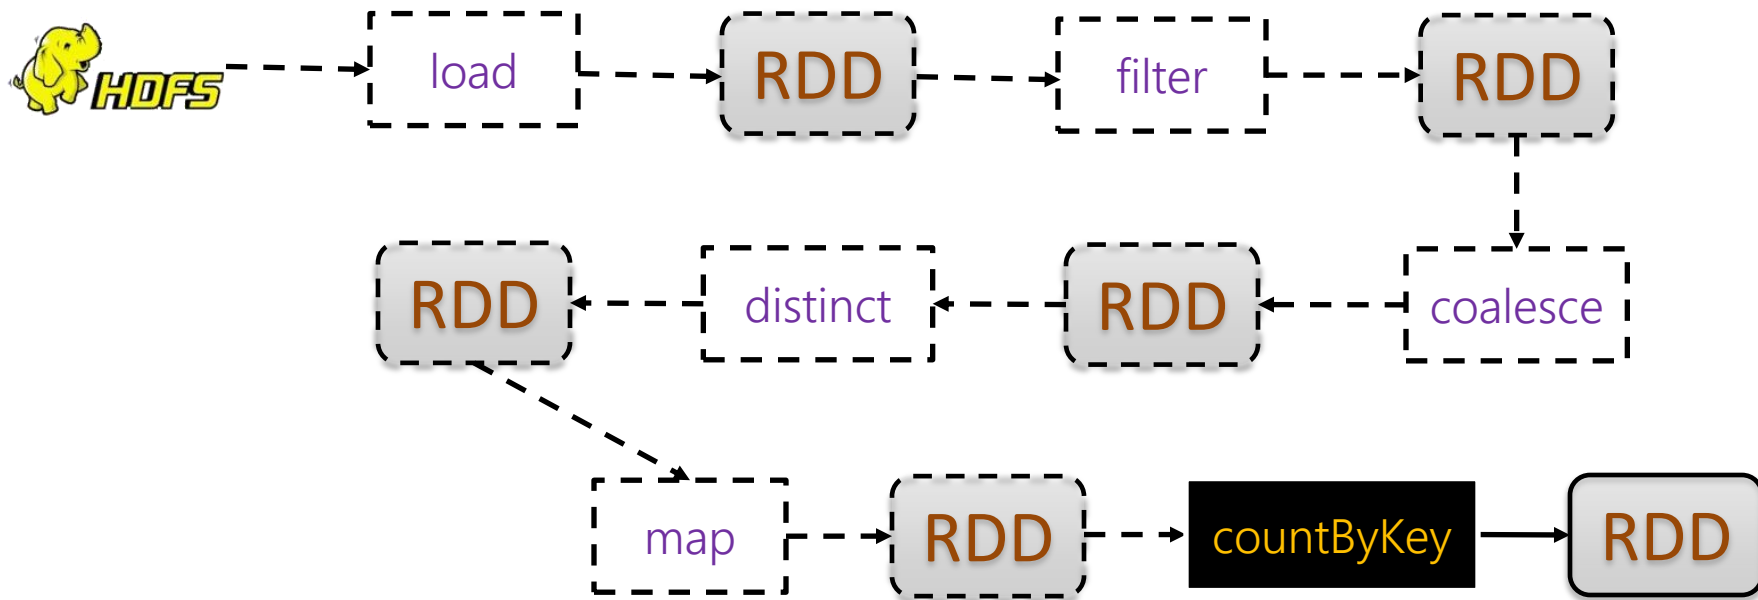 HDFS
load
RDD
filter
RDD
coalesce
RDD
distinct
RDD
map
RDD
countByKey
RDD